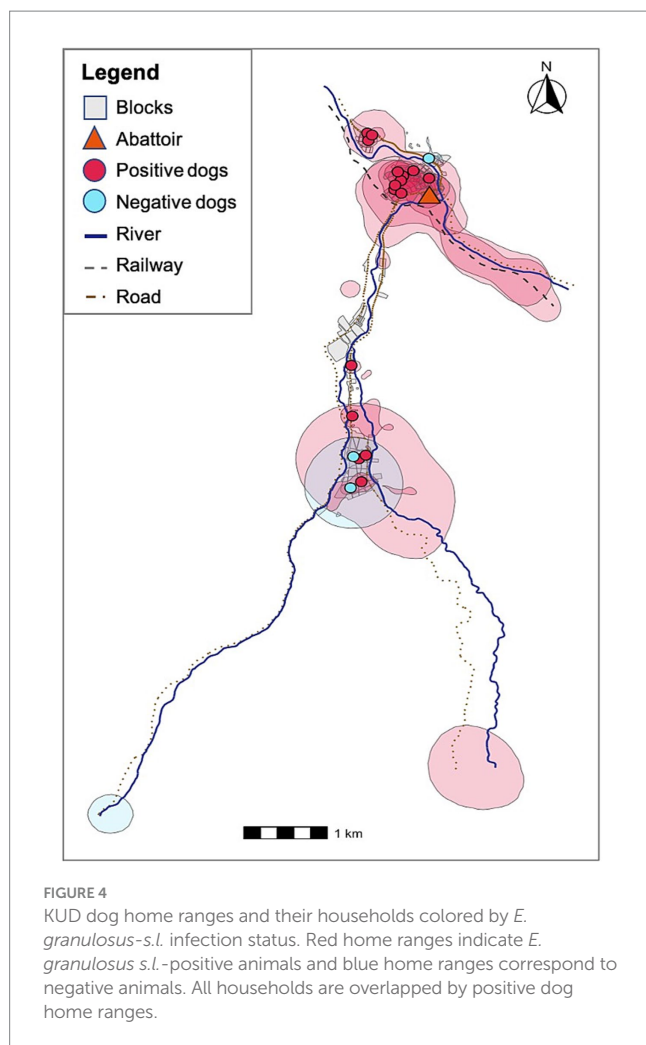 Legend
Blocks
Abattoir
Positive dogs
Negative dogs
River
Railway
Road
N
1 km
FIGURE 4
KUD dog home ranges and their households colored by E.
granulosus-s.l. infection status. Red home ranges indicate E.
granulosus s.l.-positive animals and blue home ranges correspond to
negative animals. All households are overlapped by positive dog
home ranges.